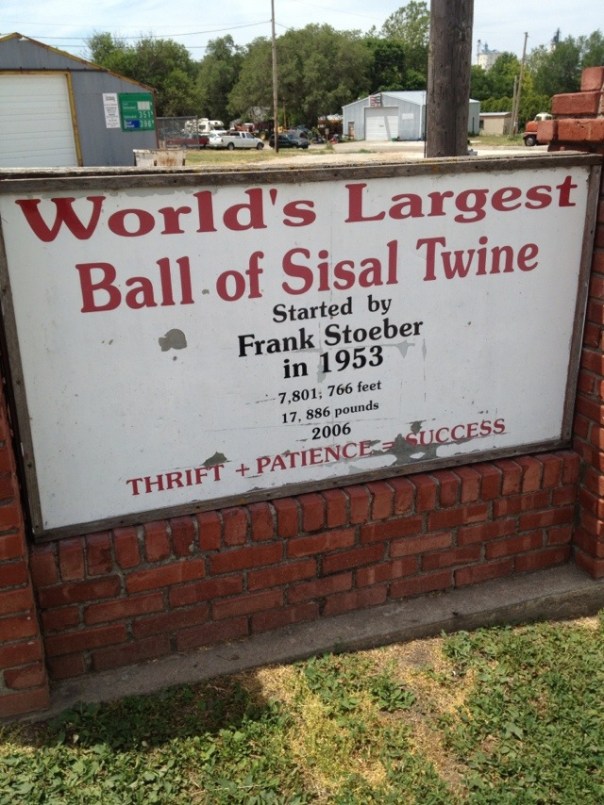 World's Largest
Ball of Sisal Twine
Started by
Frank Stoeber
in 1953
7,801, 766 feet
17, 886 pounds
2006
THRIFT + PATIENCE = SUCCESS